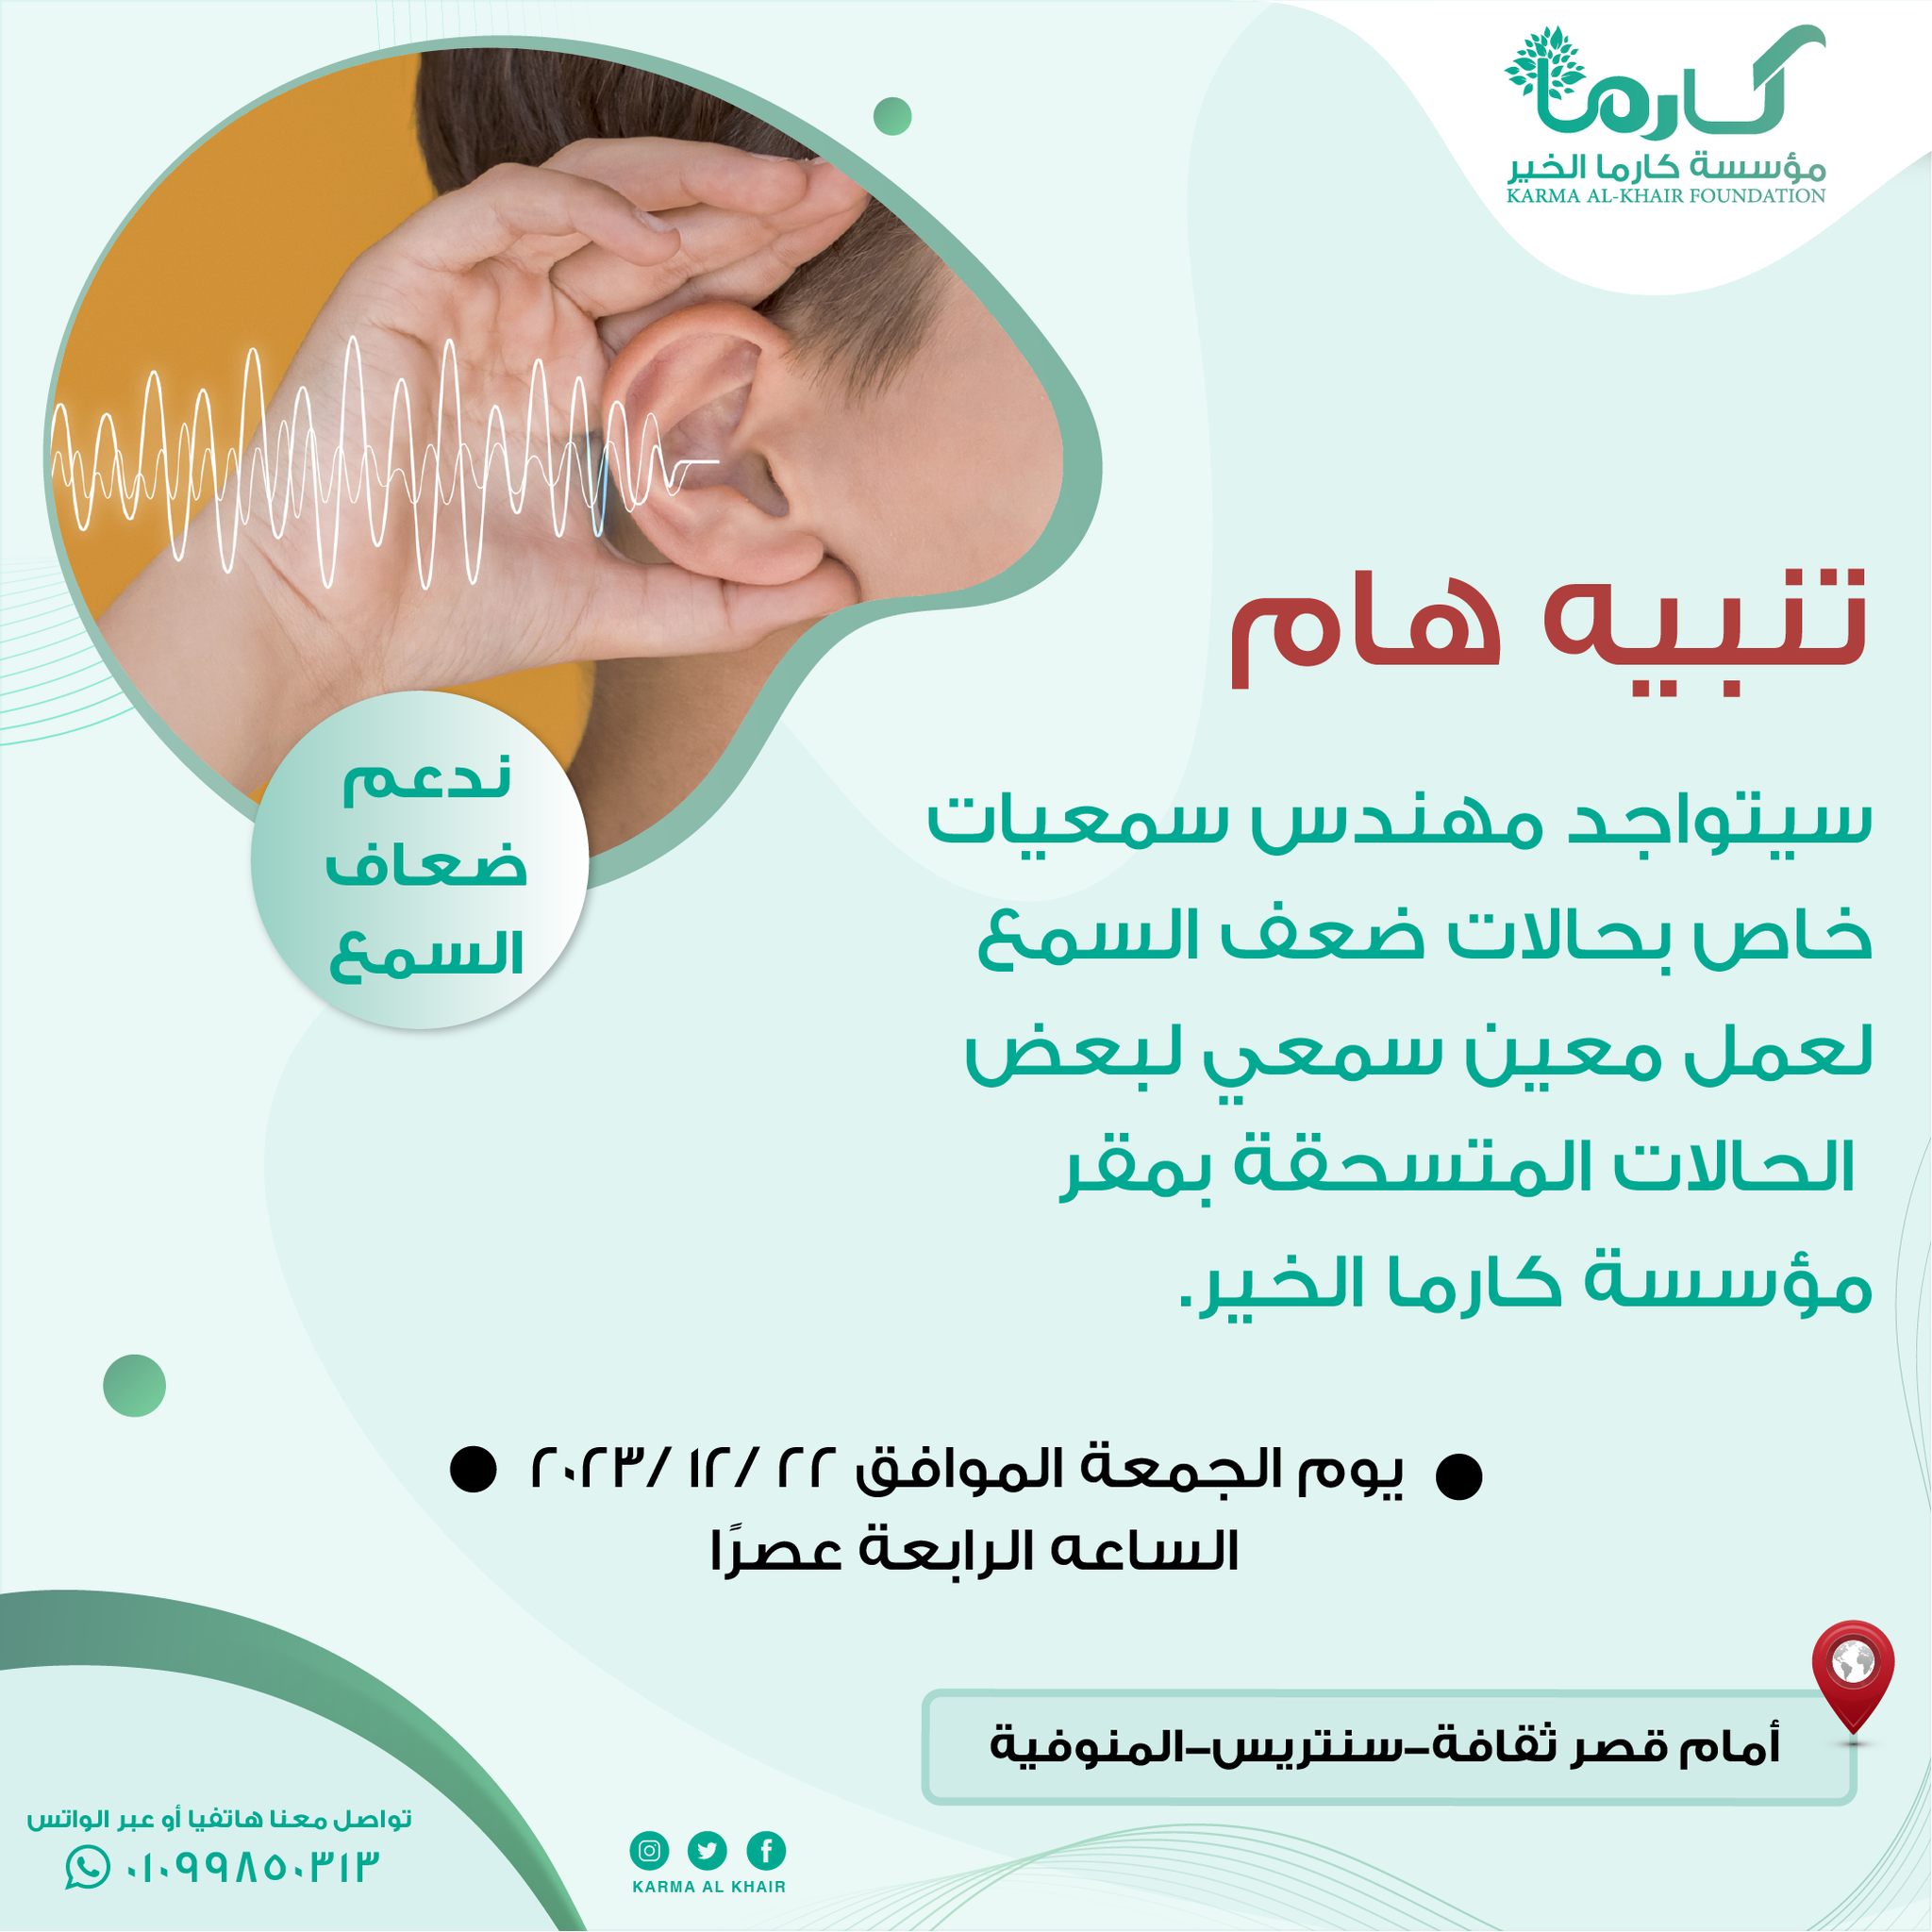 كارما
مؤسسة كارما الخير
KARMA AL-KHAIR FOUNDATION
تنبيه هام
سيتواجد مهندس سمعيات
خاص بحالات ضعف السمع
لعمل معين سمعي لبعض
الحالات المتسحقة بمقر
مؤسسة كارما الخير.
ندعم
ضعاف
السمع
يوم الجمعة الموافق ٢٢ /١٢ /٢٠٢٣
الساعه الرابعة عصرًا
أمام قصر ثقافة-سنتريس-المنوفية
تواصل معنا هاتفيا أو عبر الواتس
٠١٠٩٩٨٥٠٣١٣
KARMA AL KHAIR